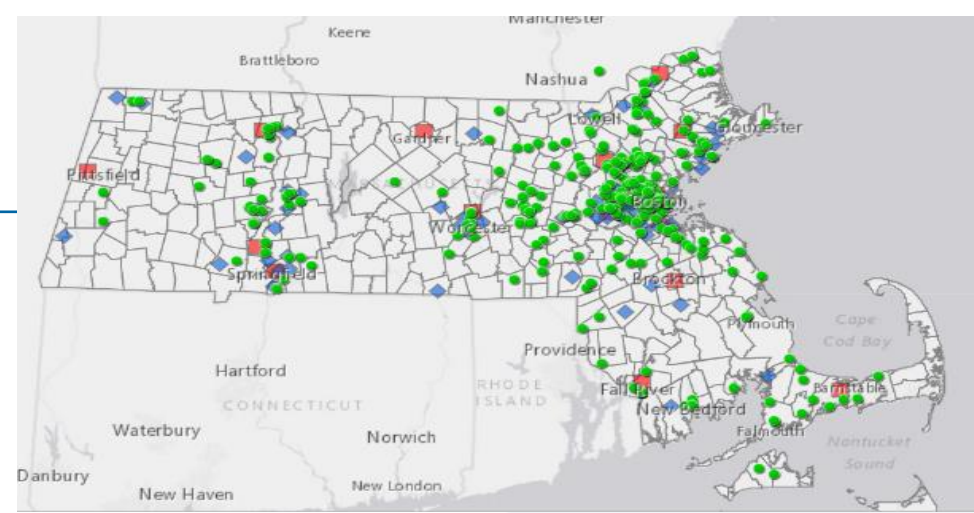 Manchester
Keene
Brattleboro
Nashua
Lowell
Gardner
Gloucester
Pittsfield
Boston
Worcester
Springfield
Brockton
Plymouth
Cape
Cod Bay
Providence
Hartford
RHODE
ISLAND
Fall River
Barnstable
CONNECTICUT
New Bedford
Waterbury
Norwich
Falmouth
Nantucket
Sound
Danbury
New London
New Haven